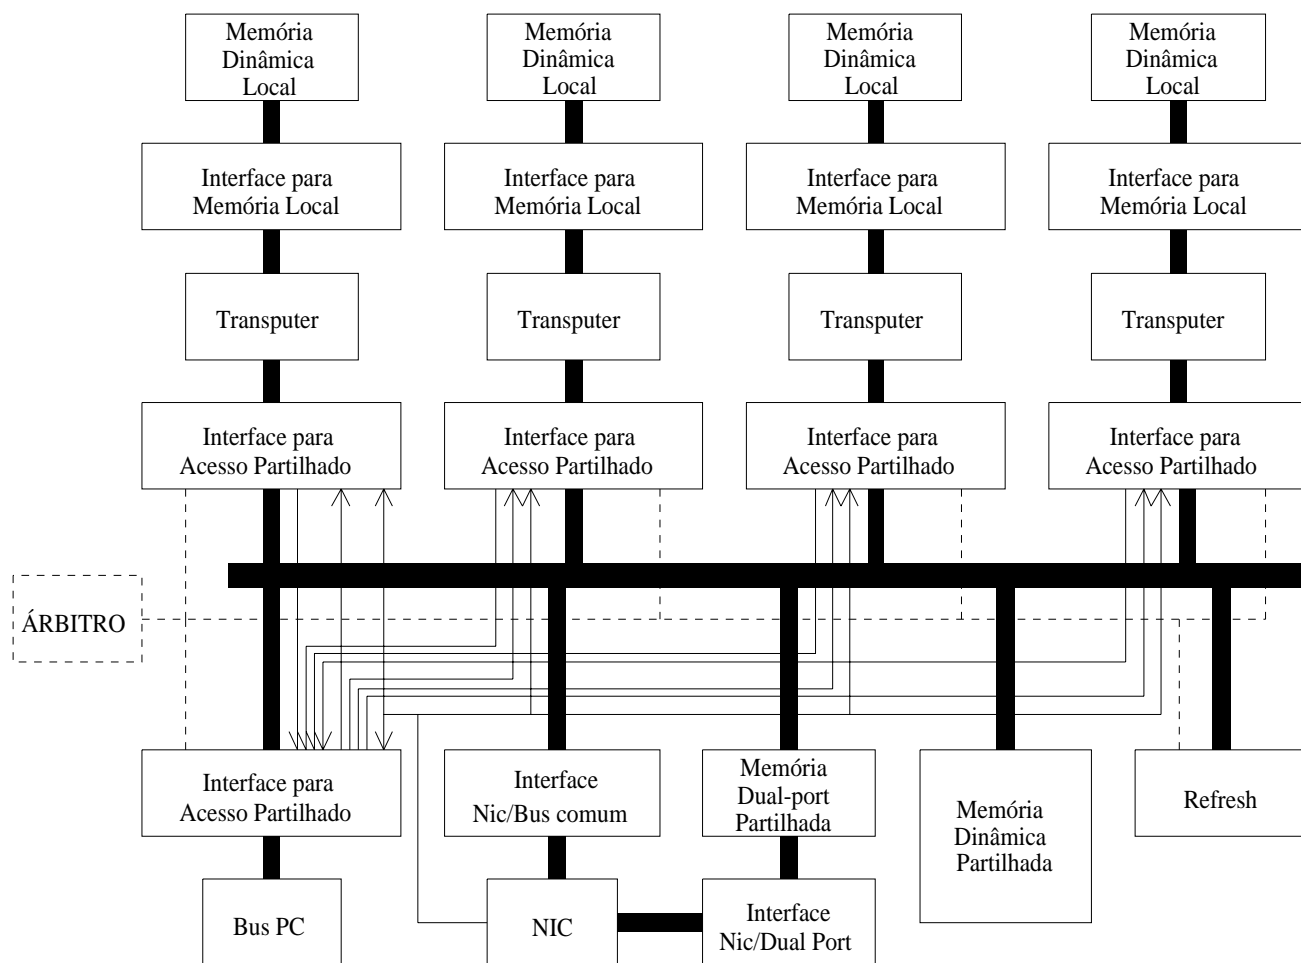 Memória
Dinâmica
Local
Memória
Dinâmica
Local
Memória
Dinâmica
Local
Memória
Dinâmica
Local
Interface para
Memória Local
Interface para
Memória Local
Interface para
Memória Local
Interface para
Memória Local
Transputer
Transputer
Transputer
Transputer
Interface para
Acesso Partilhado
Interface para
Acesso Partilhado
Interface para
Acesso Partilhado
Interface para
Acesso Partilhado
ÁRBITRO
Interface para
Acesso Partilhado
Interface
Nic/Bus comum
Memória
Dual-port
Partilhada
Memória
Dinâmica
Partilhada
Refresh
Bus PC
NIC
Interface
Nic/Dual Port